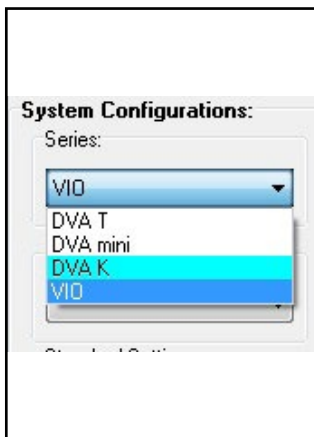 System Configurations:
Series:
VIO
DVA T
DVA mini
DVA K
VIO